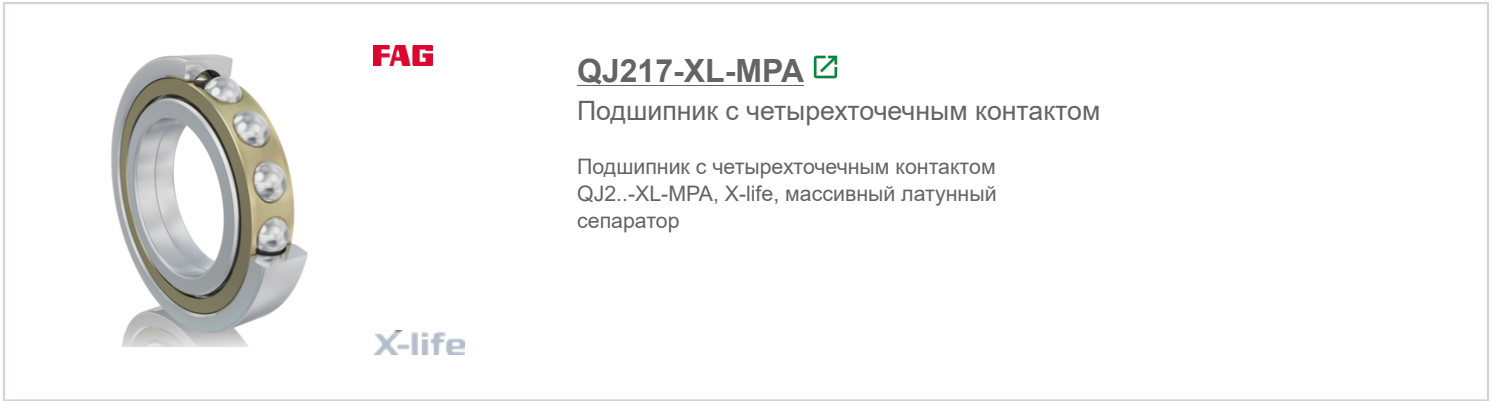 FAG
QJ217-XL-MPA
Подшипник с четырехточечным контактом
Подшипник с четырехточечным контактом
QJ2..-XL-MPA, X-life, массивный латунный
сепаратор
X-life